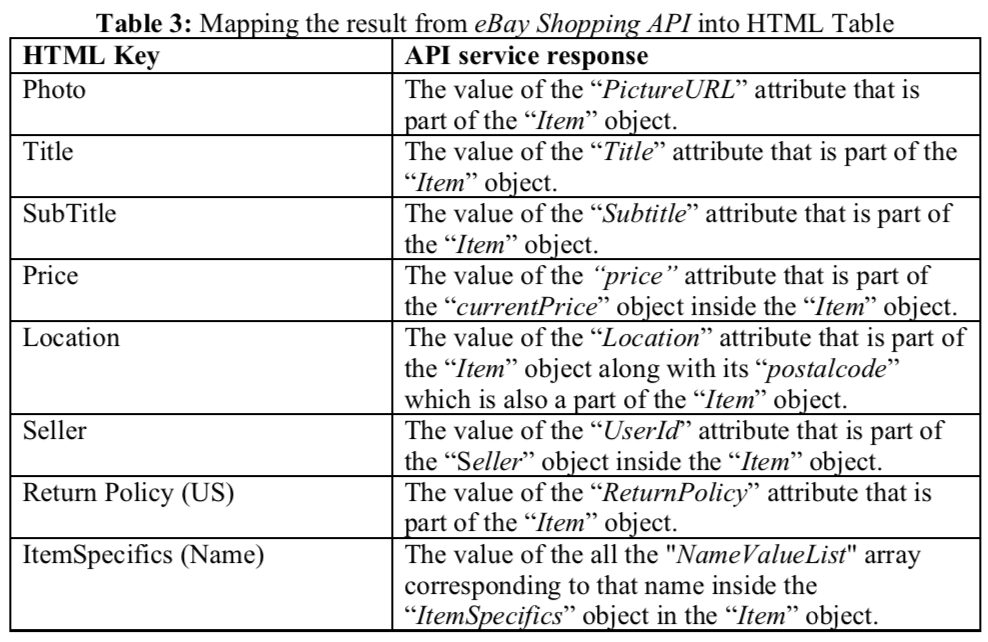 Table 3: Mapping the result from eBay Shopping API into HTML Table
HTML Key
API service response
Photo
The value of the “PictureURL” attribute that is
part of the “Item” object.
Title
The value of the “Title” attribute that is part of the
“Item” object.
SubTitle
The value of the “Subtitle” attribute that is part of
the “Item” object.
Price
The value of the “price” attribute that is part of
the “currentPrice” object inside the “Item” object.
Location
The value of the “Location” attribute that is part of
the “Item” object along with its “postalcode”
which is also a part of the “Item” object.
Seller
The value of the “UserId” attribute that is part of
the “Seller” object inside the “Item” object.
Return Policy (US)
The value of the “ReturnPolicy” attribute that is
part of the “Item” object.
ItemSpecifics (Name)
The value of the all the "NameValueList" array
corresponding to that name inside the
“ItemSpecifics” object in the “Item” object.